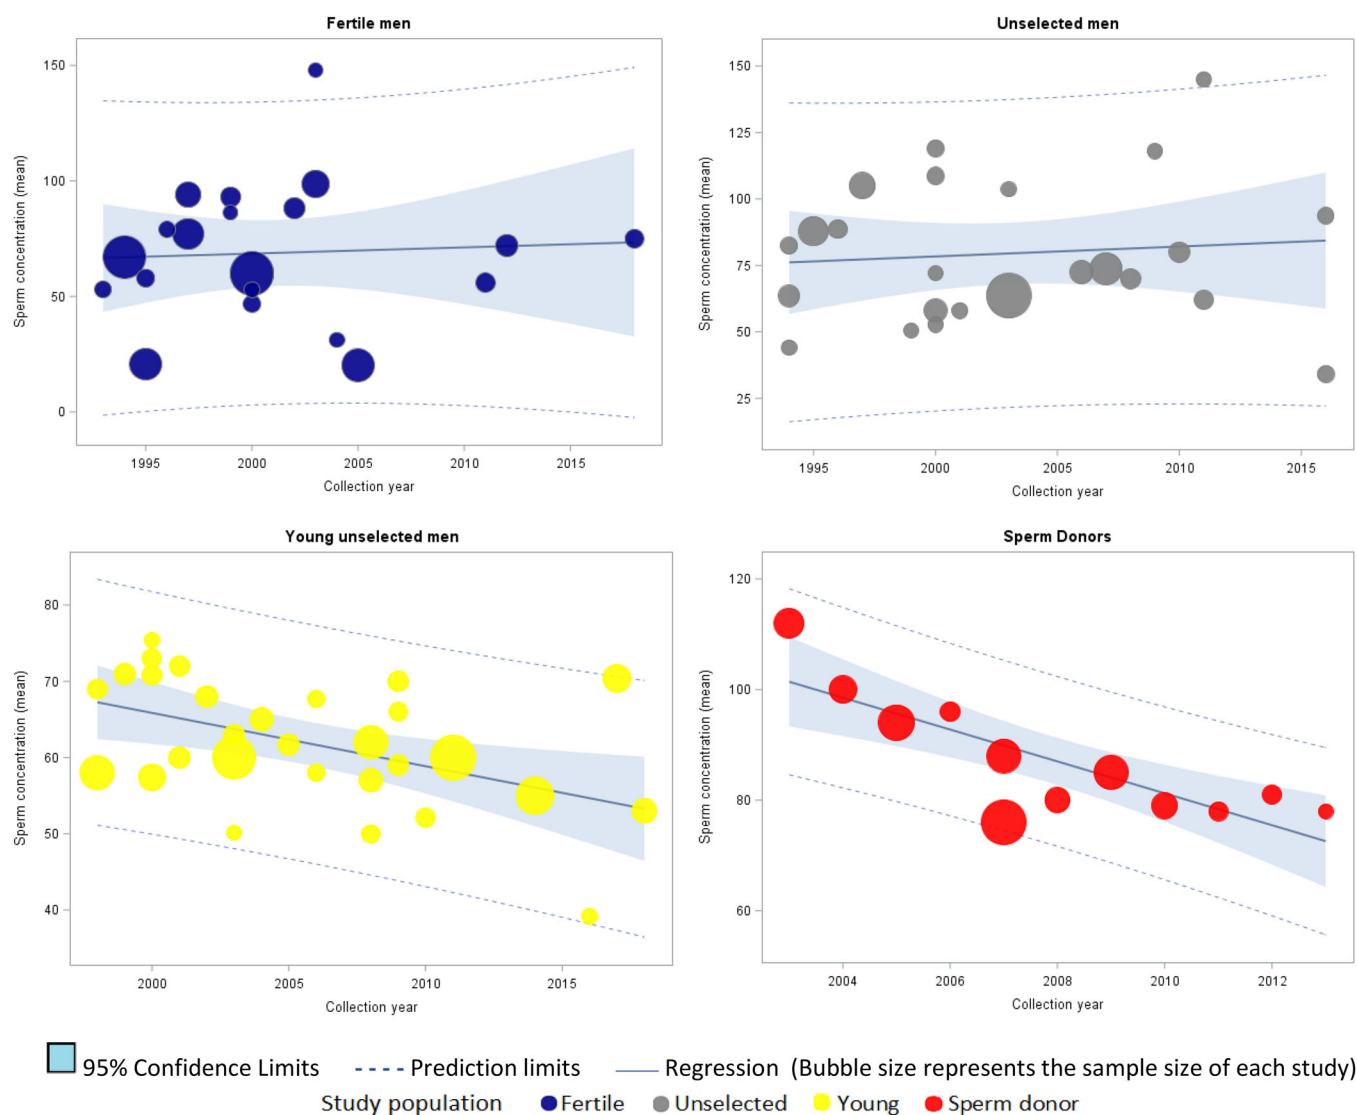 Fertile men
150
100
50
0
Sperm concentration (mean)
1995 2000 2005 2010 2015
Collection year
Unselected men
150
125
100
75
50
25
Sperm concentration (mean)
1995 2000 2005 2010 2015
Collection year
Young unselected men
80
70
60
50
40
Sperm concentration (mean)
2000 2005 2010 2015
Collection year
Sperm Donors
120
100
80
60
Sperm concentration (mean)
2004 2006 2008 2010 2012
Collection year
95% Confidence Limits Prediction limits Regression (Bubble size represents the sample size of each study)
Study population Fertile Unselected Young Sperm donor